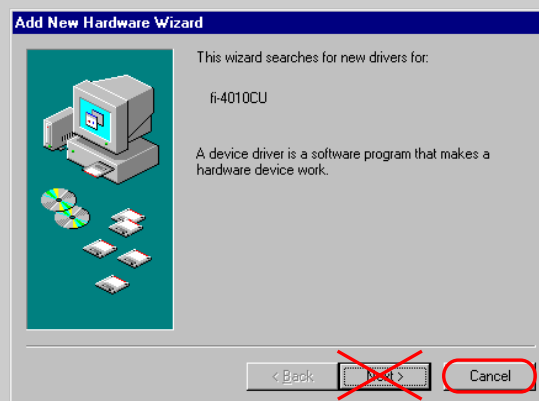 Add New Hardware Wizard
This wizard searches for new drivers for:
fi-4010CU
A device driver is a software program that makes a
hardware device work.
< Back
Next >
Cancel